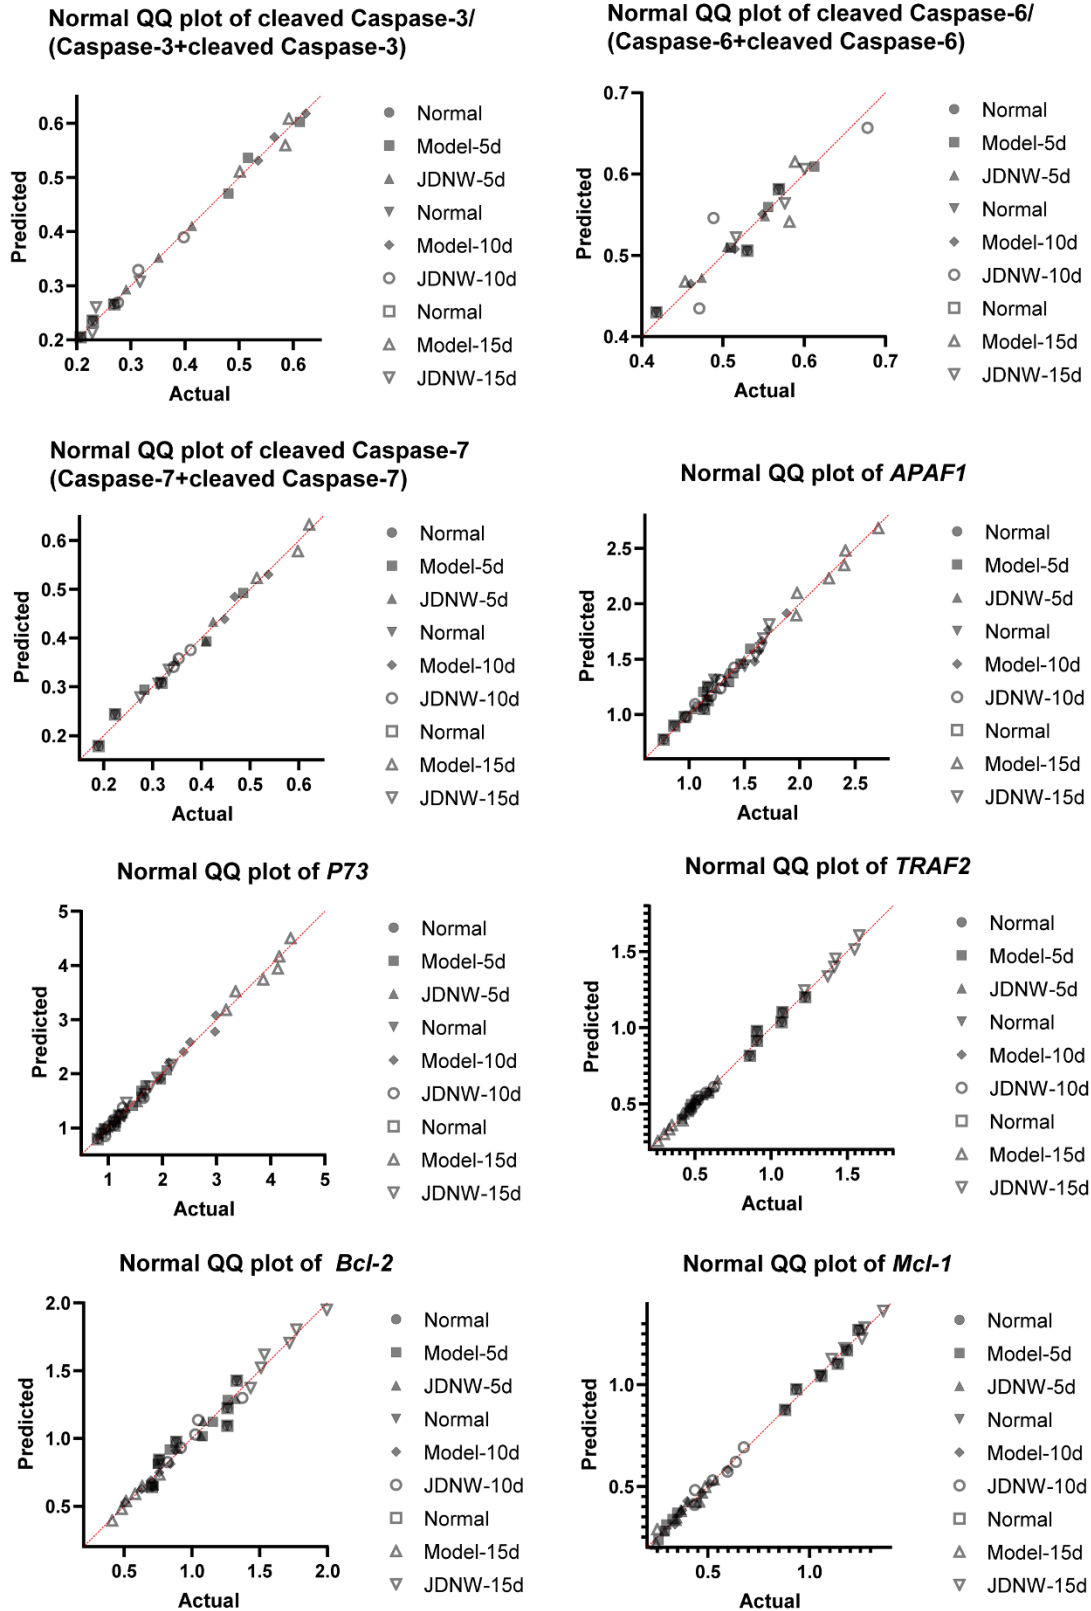 Normal QQ plot of cleaved Caspase-3/
(Caspase-3+cleaved Caspase-3)
Predicted
0.6
0.5
0.4
0.3
0.2
0.2 0.3 0.4 0.5 0.6
Actual
Normal
Model-5d
JDNW-5d
Normal
Model-10d
JDNW-10d
Normal
Model-15d
JDNW-15d
Normal QQ plot of cleaved Caspase-6/
(Caspase-6+cleaved Caspase-6)
Predicted
0.7
0.6
0.5
0.4
0.4 0.5 0.6 0.7
Actual
Normal
Model-5d
JDNW-5d
Normal
Model-10d
JDNW-10d
Normal
Model-15d
JDNW-15d
Normal QQ plot of cleaved Caspase-7
(Caspase-7+cleaved Caspase-7)
Predicted
0.6
0.5
0.4
0.3
0.2
0.2 0.3 0.4 0.5 0.6
Actual
Normal
Model-5d
JDNW-5d
Normal
Model-10d
JDNW-10d
Normal
Model-15d
JDNW-15d
Normal QQ plot of APAF1
Predicted
2.5
2.0
1.5
1.0
1.0 1.5 2.0 2.5
Actual
Normal
Model-5d
JDNW-5d
Normal
Model-10d
JDNW-10d
Normal
Model-15d
JDNW-15d
Normal QQ plot of P73
Predicted
5
4
3
2
1
1 2 3 4 5
Actual
Normal
Model-5d
JDNW-5d
Normal
Model-10d
JDNW-10d
Normal
Model-15d
JDNW-15d
Normal QQ plot of TRAF2
Predicted
1.5
1.0
0.5
0.5 1.0 1.5
Actual
Normal
Model-5d
JDNW-5d
Normal
Model-10d
JDNW-10d
Normal
Model-15d
JDNW-15d
Normal QQ plot of Bcl-2
Predicted
2.0
1.5
1.0
0.5
0.5 1.0 1.5 2.0
Actual
Normal
Model-5d
JDNW-5d
Normal
Model-10d
JDNW-10d
Normal
Model-15d
JDNW-15d
Normal QQ plot of Mcl-1
Predicted
1.0
0.5
0.5 1.0
Actual
Normal
Model-5d
JDNW-5d
Normal
Model-10d
JDNW-10d
Normal
Model-15d
JDNW-15d